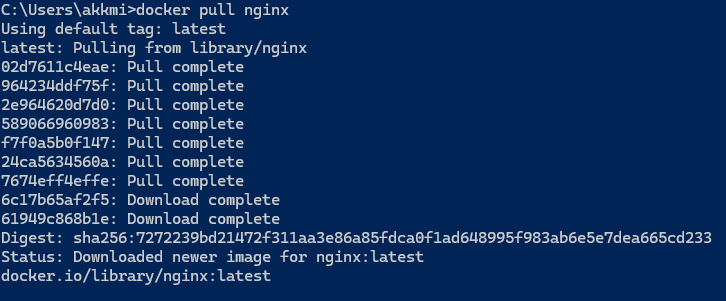 C:\Users\akkmi>docker pull nginx
Using default tag: latest
latest: Pulling from library/nginx
02d7611c4eae: Pull complete
964234ddf75f: Pull complete
2e964620d7d0: Pull complete
589066960983: Pull complete
f7f0a5b0f147: Pull complete
24ca5634560a: Pull complete
7674eff4effe: Pull complete
6c17b65af2f5: Download complete
61949c868b1e: Download complete
Digest: sha256:7272239bd21472f311aa3e86a85fdca0f1ad648995f983ab6e5e7dea665cd233
Status: Downloaded newer image for nginx:latest
docker.io/library/nginx:latest